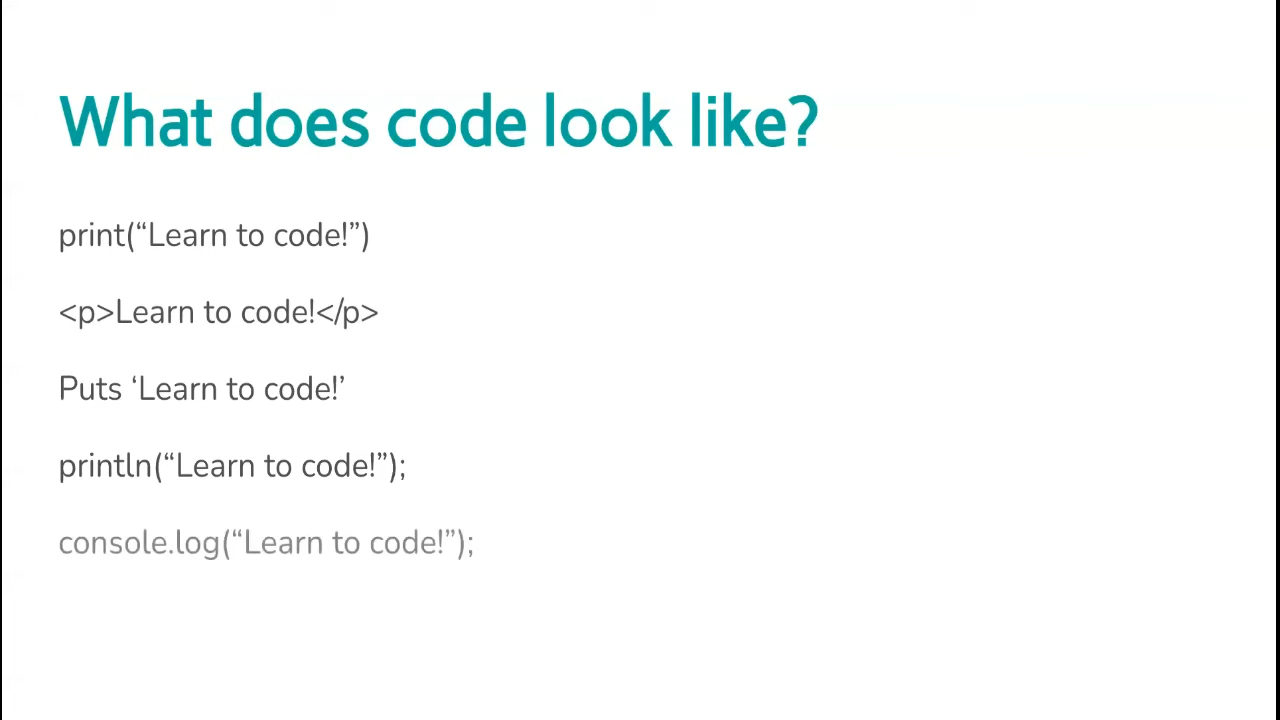 What does code look like?
print(“Learn to code!”)
<p>Learn to code!</p>
Puts ‘Learn to code!’
println(“Learn to code!”);
console.log(“Learn to code!”);